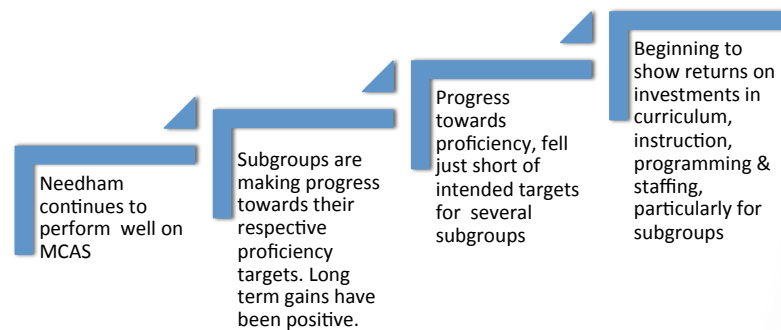 Needham
continues to
perform well on
MCAS
Subgroups are
making progress
towards their
respective
proficiency
targets. Long
term gains have
been positive.
Progress
towards
proficiency, fell
just short of
intended targets
for several
subgroups
Beginning to
show returns on
investments in
curriculum,
instruction,
programming &
staffing,
particularly for
subgroups